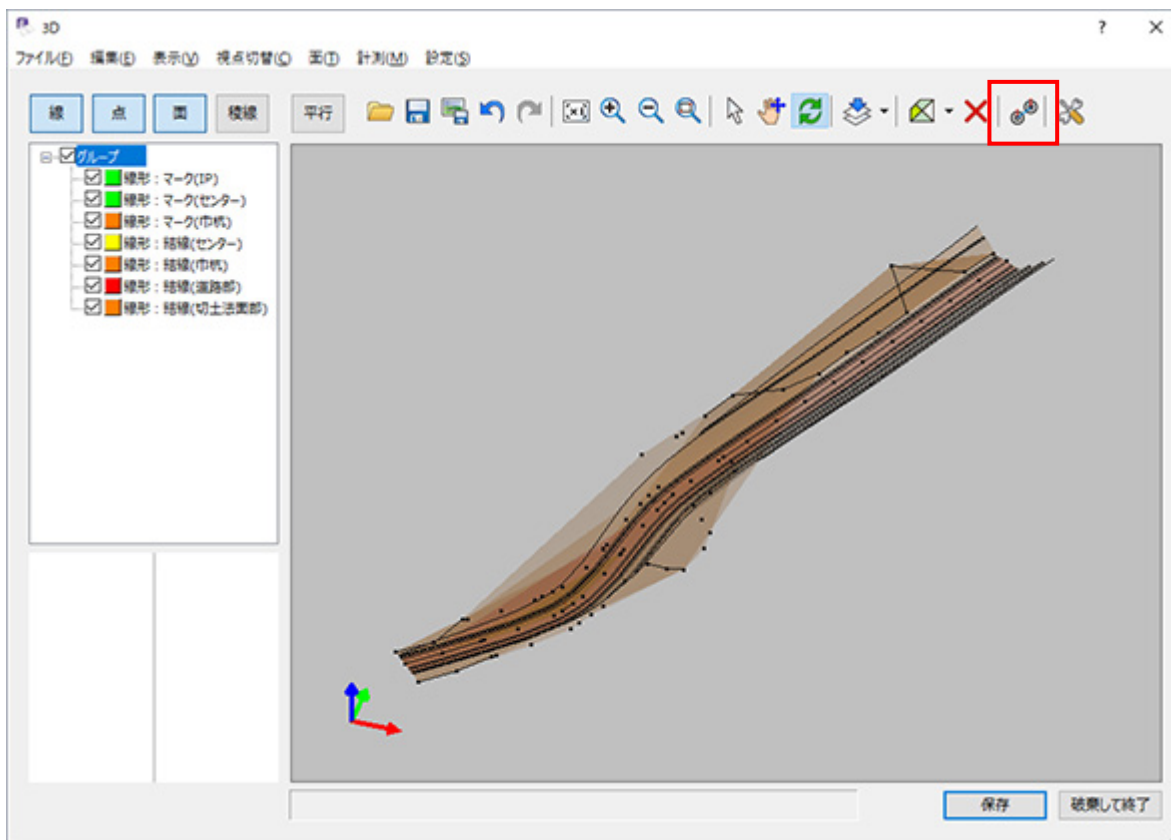 3D
? ×
ファイル(F) 編集(E) 表示(V) 視点切替(C) 面(T) 計測(M) 設定(S)
線 点 面 稜線 平行
グループ
線形:マーク(IP)
線形:マーク(センター)
線形:マーク(巾杭)
線形:結線(センター)
線形:結線(巾杭)
線形:結線(道路部)
線形:結線(切土法面部)
保存 破棄して終了